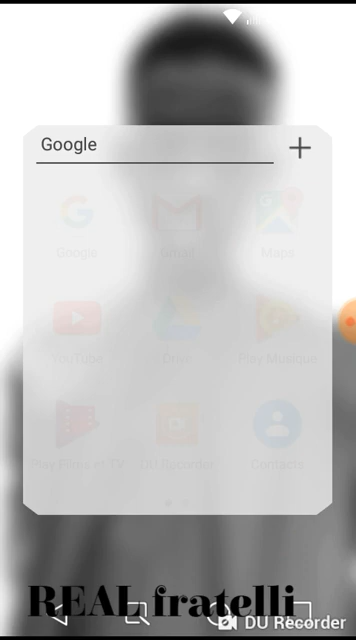 Google
Google Gmail Maps
YouTube Drive Play Musique
Play Films et TV DU Recorder Contacts
REAL fratelli
DU Recorder